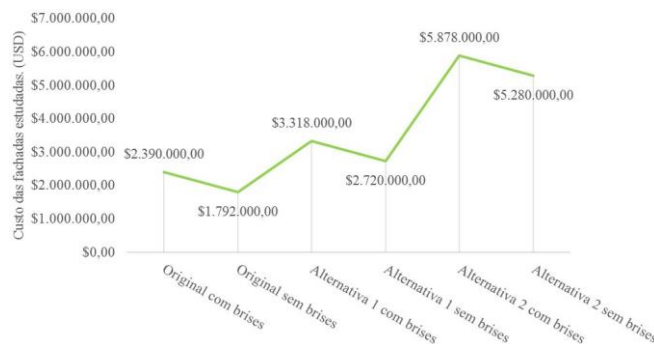 Custo das fachadas estudadas. (USD)
$7.000.000,00
$6.000.000,00
$5.000.000,00
$4.000.000,00
$3.000.000,00
$2.000.000,00
$1.000.000,00
$0,00
$2.390.000,00
$1.792.000,00
$3.318.000,00
$2.720.000,00
$5.878.000,00
$5.280.000,00
Original com brises
Original sem brises
Alternativa 1 com brises
Alternativa 1 sem brises
Alternativa 2 com brises
Alternativa 2 sem brises